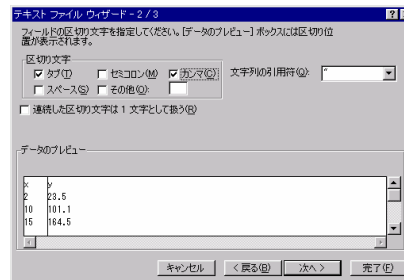 テキスト ファイル ウィザード - 2 / 3
フィールドの区切り文字を指定してください。[データのプレビュー] ボックスには区切り位
置が表示されます。
区切り文字
タブ(T) セミコロン(M) カンマ(C) 文字列の引用符(Q): "
スペース(S) その他(O):
連続した区切り文字は 1 文字として扱う(R)
データのプレビュー
x y
2 23.5
10 101.1
15 164.5
キャンセル < 戻る(B) 次へ > 完了(F)